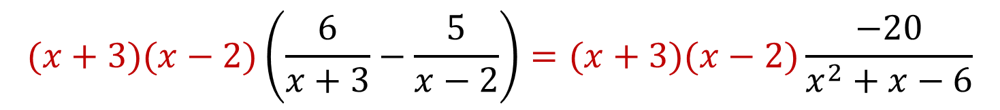 (x + 3)(x − 2) (6/(x + 3) − 5/(x − 2)) = (x + 3)(x − 2) −20/(x² + x − 6)